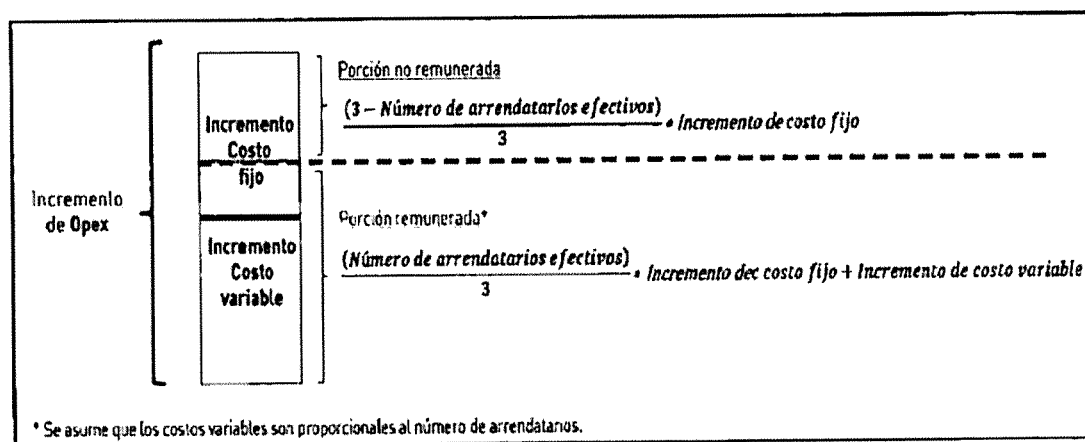 Incremento
de Opex
Incremento
Costo
fijo
Incremento
Costo
variable
Porción no remunerada
(3 − Número de arrendatarios efectivos)
3
* Incremento de costo fijo
Porción remunerada*
(Número de arrendatarios efectivos)
3
* Incremento dec costo fijo + Incremento de costo variable
* Se asume que los costos variables son proporcionales al número de arrendatarios.